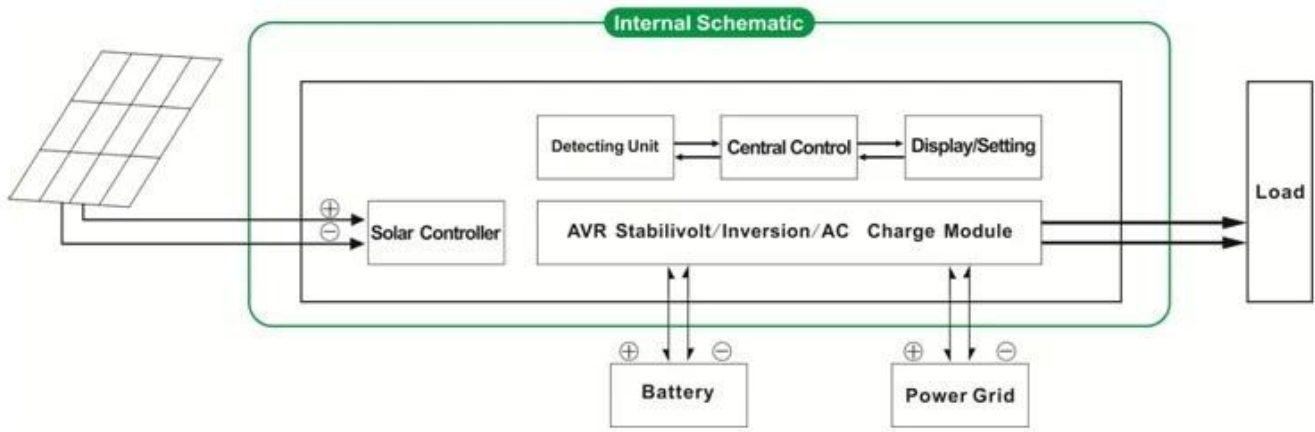 Internal Schematic
Detecting Unit
Central Control
Display/Setting
Load
⊕
⊖
Solar Controller
AVR Stabilivolt/Inversion/AC Charge Module
⊕ ⊖
⊕ ⊖
Battery
Power Grid